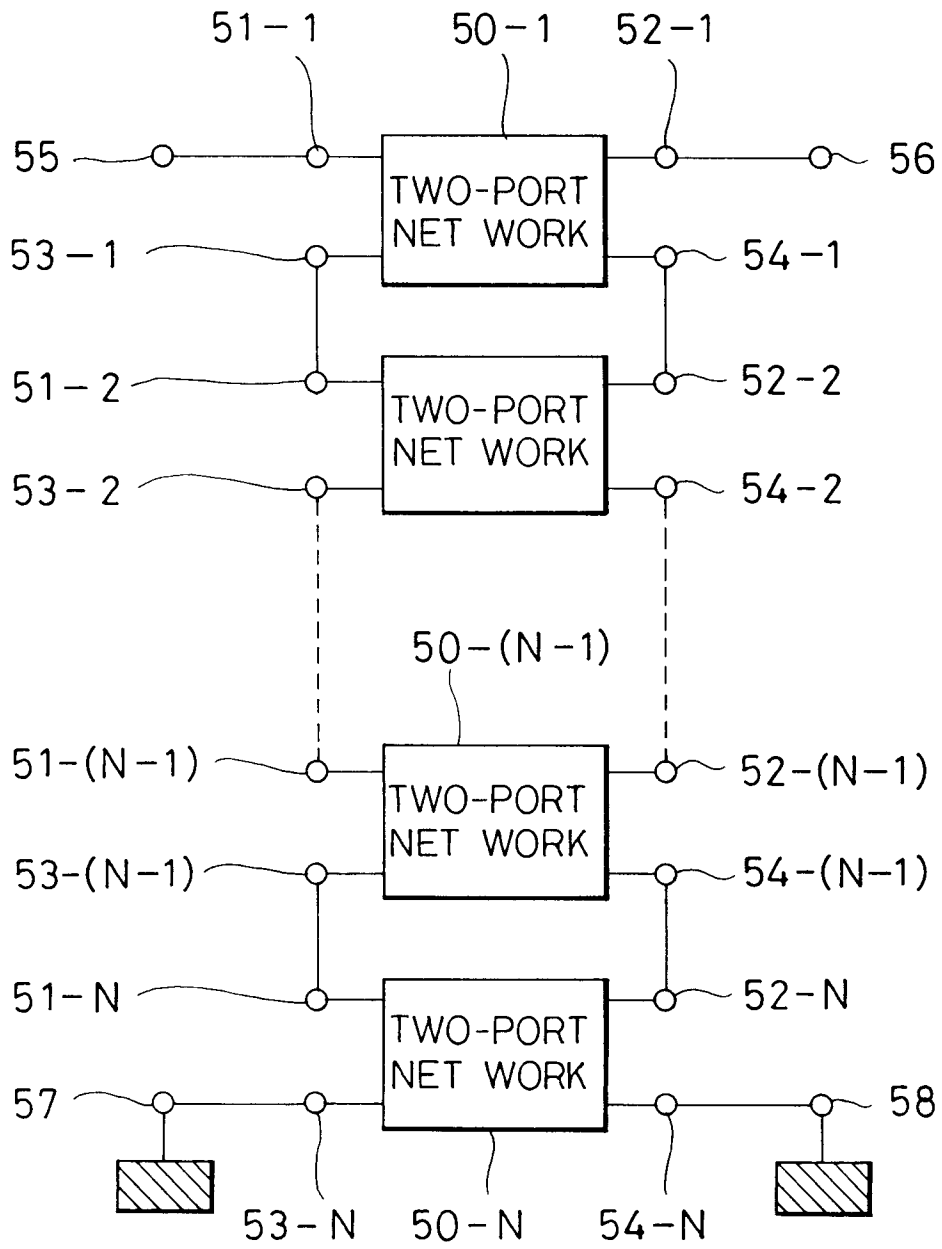 51-1 50-1 52-1
55 56
TWO-PORT
NET WORK
53-1 54-1
51-2 52-2
TWO-PORT
NET WORK
53-2 54-2
50-(N-1)
51-(N-1) 52-(N-1)
TWO-PORT
NET WORK
53-(N-1) 54-(N-1)
51-N 52-N
TWO-PORT
NET WORK
57 58
53-N 50-N 54-N